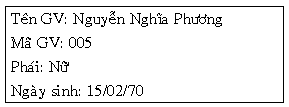 Tên GV: Nguyễn Nghĩa Phương
Mã GV: 005
Phái: Nữ
Ngày sinh: 15/02/70